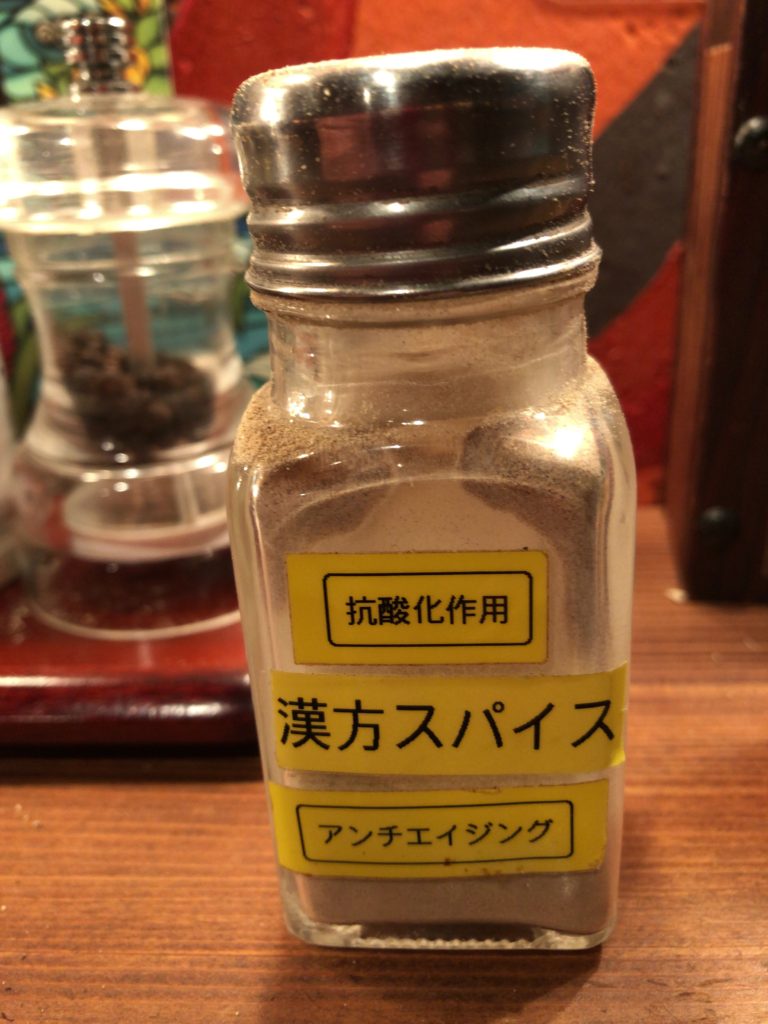 抗酸化作用
漢方スパイス
アンチエイジング